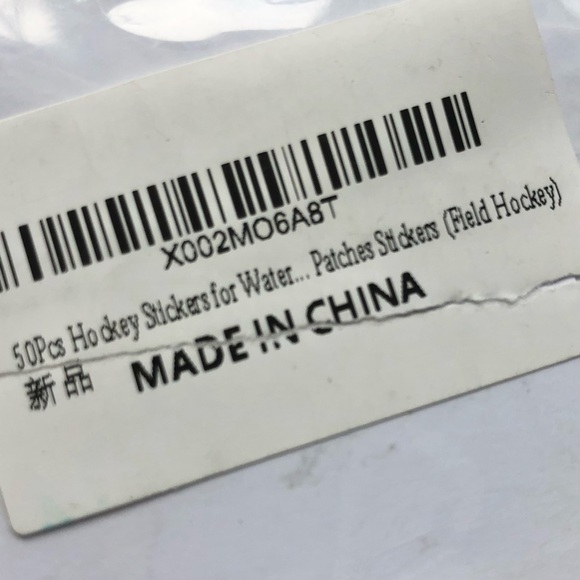 X002MO6A8T
50Pcs Hockey Stickers for Water... Patches Stickers (Field Hockey)
新品
MADE IN CHINA